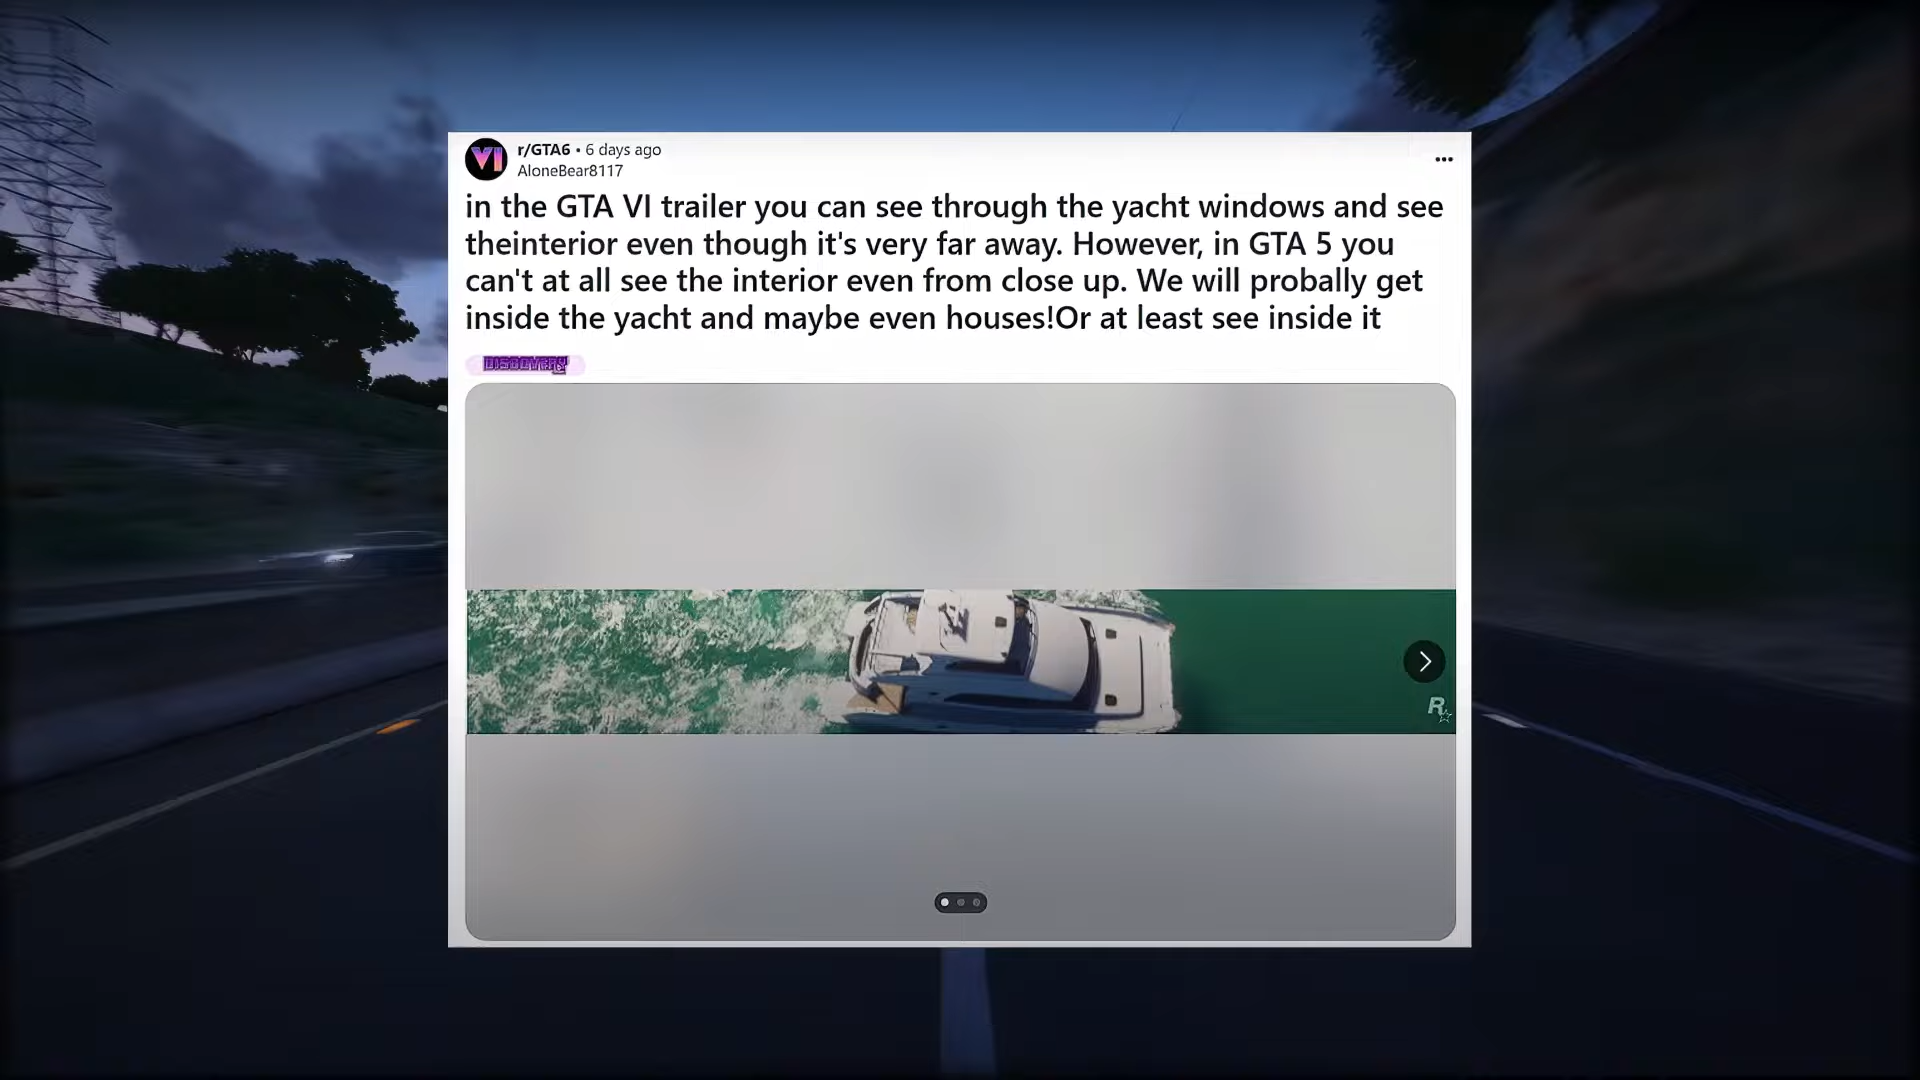 VI
r/GTA6 • 6 days ago
AloneBear8117
in the GTA VI trailer you can see through the yacht windows and see
theinterior even though it's very far away. However, in GTA 5 you
can't at all see the interior even from close up. We will probally get
inside the yacht and maybe even houses!Or at least see inside it
DISCOVERY
R